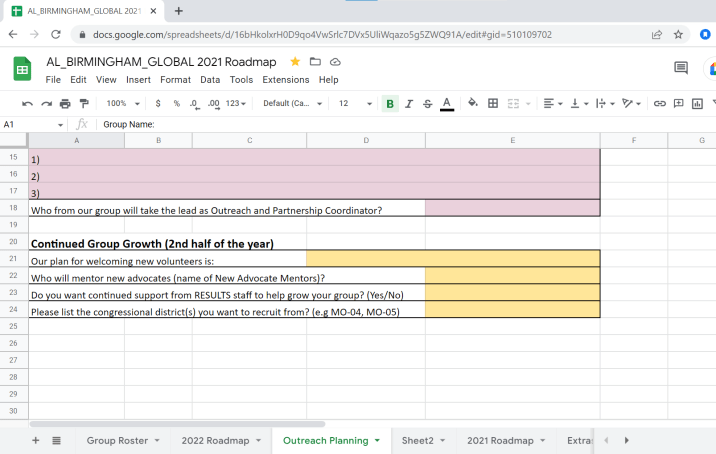 AL_BIRMINGHAM_GLOBAL 2021
docs.google.com/spreadsheets/d/16bHkolxrH0D9qo4VwSrlc7DVx5UliWqazo5g5ZWQ91A/edit#gid=510109702
AL_BIRMINGHAM_GLOBAL 2021 Roadmap
File Edit View Insert Format Data Tools Extensions Help
100% $ % .0 .00 123 Default (Ca... 12 B I S A
A1 fx Group Name:
A B C D E F G
15 1)
16 2)
17 3)
18 Who from our group will take the lead as Outreach and Partnership Coordinator?
19
20 Continued Group Growth (2nd half of the year)
21 Our plan for welcoming new volunteers is:
22 Who will mentor new advocates (name of New Advocate Mentors)?
23 Do you want continued support from RESULTS staff to help grow your group? (Yes/No)
24 Please list the congressional district(s) you want to recruit from? (e.g MO-04, MO-05)
25
26
27
28
29
30
Group Roster 2022 Roadmap Outreach Planning Sheet2 2021 Roadmap Extra